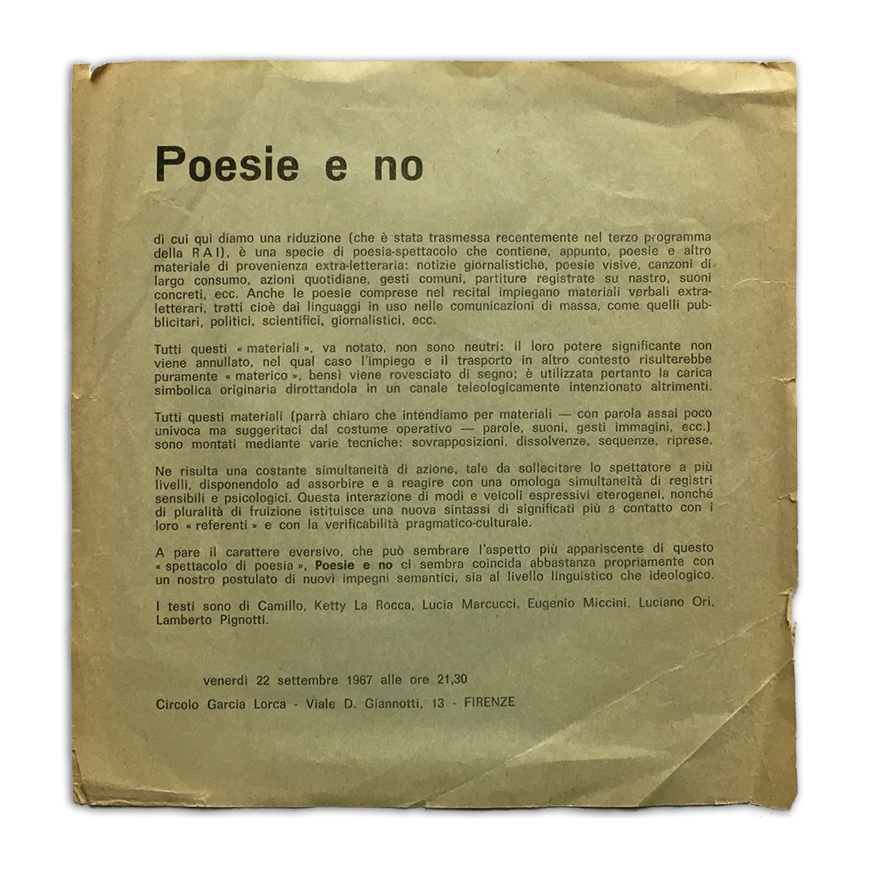 Poesie e no
di cui qui diamo una riduzione (che è stata trasmessa recentemente nel terzo programma
della R A I), è una specie di poesia-spettacolo che contiene, appunto, poesie e altro
materiale di provenienza extra-letteraria: notizie giornalistiche, poesie visive, canzoni di
largo consumo, azioni quotidiane, gesti comuni, partiture registrate su nastro, suoni
concreti, ecc. Anche le poesie comprese nel recital impiegano materiali verbali extra-
letterari, tratti cioè dai linguaggi in uso nelle comunicazioni di massa, come quelli pub-
blicitari, politici, scientifici, giornalistici, ecc.
Tutti questi « materiali », va notato, non sono neutri: il loro potere significante non
viene annullato, nel qual caso l'impiego e il trasporto in altro contesto risulterebbe
puramente « materico », bensì viene rovesciato di segno; è utilizzata pertanto la carica
simbolica originaria dirottandola in un canale teleologicamente intenzionato altrimenti.
Tutti questi materiali (parrà chiaro che intendiamo per materiali — con parola assai poco
univoca ma suggeritaci dal costume operativo — parole, suoni, gesti immagini, ecc.)
sono montati mediante varie tecniche: sovrapposizioni, dissolvenze, sequenze, riprese.
Ne risulta una costante simultaneità di azione, tale da sollecitare lo spettatore a più
livelli, disponendolo ad assorbire e a reagire con una omologa simultaneità di registri
sensibili e psicologici. Questa interazione di modi e veicoli espressivi eterogenei, nonché
di pluralità di fruizione istituisce una nuova sintassi di significati più a contatto con i
loro « referenti » e con la verificabilità pragmatico-culturale.
A pare il carattere eversivo, che può sembrare l'aspetto più appariscente di questo
« spettacolo di poesia », Poesie e no ci sembra coincida abbastanza propriamente con
un nostro postulato di nuovi impegni semantici, sia al livello linguistico che ideologico.
I testi sono di Camillo, Ketty La Rocca, Lucia Marcucci, Eugenio Miccini, Luciano Ori,
Lamberto Pignotti.
venerdì 22 settembre 1967 alle ore 21,30
Circolo Garcia Lorca - Viale D. Giannotti, 13 - FIRENZE